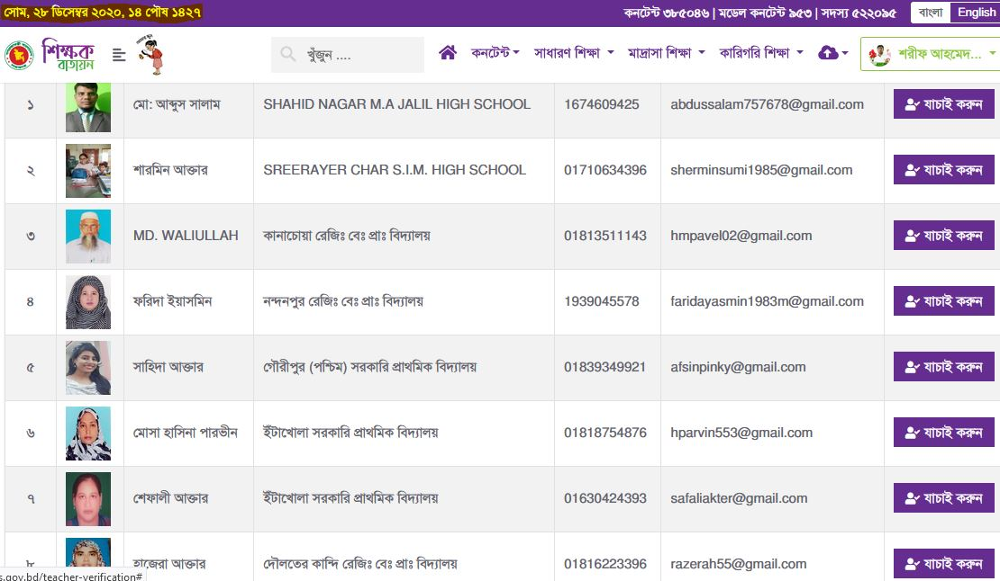 সোম, ২৮ ডিসেম্বর ২০২০, ১৪ পৌষ ১৪২৭ কনটেন্ট ৩৮৫০৪৬ | মডেল কনটেন্ট ৯৫৩ | সদস্য ৫২২০৯৫ বাংলা English
শিক্ষক
বাতায়ন
খুঁজুন .... কনটেন্ট সাধারণ শিক্ষা মাদ্রাসা শিক্ষা কারিগরি শিক্ষা শরীফ আহমেদ...
১ মো: আব্দুস সালাম SHAHID NAGAR M.A JALIL HIGH SCHOOL 1674609425 abdussalam757678@gmail.com যাচাই করুন
২ শারমিন আক্তার SREERAYER CHAR S.I.M. HIGH SCHOOL 01710634396 sherminsumi1985@gmail.com যাচাই করুন
৩ MD. WALIULLAH কানাচোয়া রেজিঃ বেঃ প্রাঃ বিদ্যালয় 01813511143 hmpavel02@gmail.com যাচাই করুন
৪ ফরিদা ইয়াসমিন নন্দনপুর রেজিঃ বেঃ প্রাঃ বিদ্যালয় 1939045578 faridayasmin1983m@gmail.com যাচাই করুন
৫ সাহিদা আক্তার গৌরীপুর (পশ্চিম) সরকারি প্রাথমিক বিদ্যালয় 01839349921 afsinpinky@gmail.com যাচাই করুন
৬ মোসা হাসিনা পারভীন ইঁটাখোলা সরকারি প্রাথমিক বিদ্যালয় 01818754876 hparvin553@gmail.com যাচাই করুন
৭ শেফালী আক্তার ইঁটাখোলা সরকারি প্রাথমিক বিদ্যালয় 01630424393 safaliakter@gmail.com যাচাই করুন
৮ হাজেরা আক্তার দৌলতের কান্দি রেজিঃ বেঃ প্রাঃ বিদ্যালয় 01816223396 razerah55@gmail.com যাচাই করুন
s.gov.bd/teacher-verification#